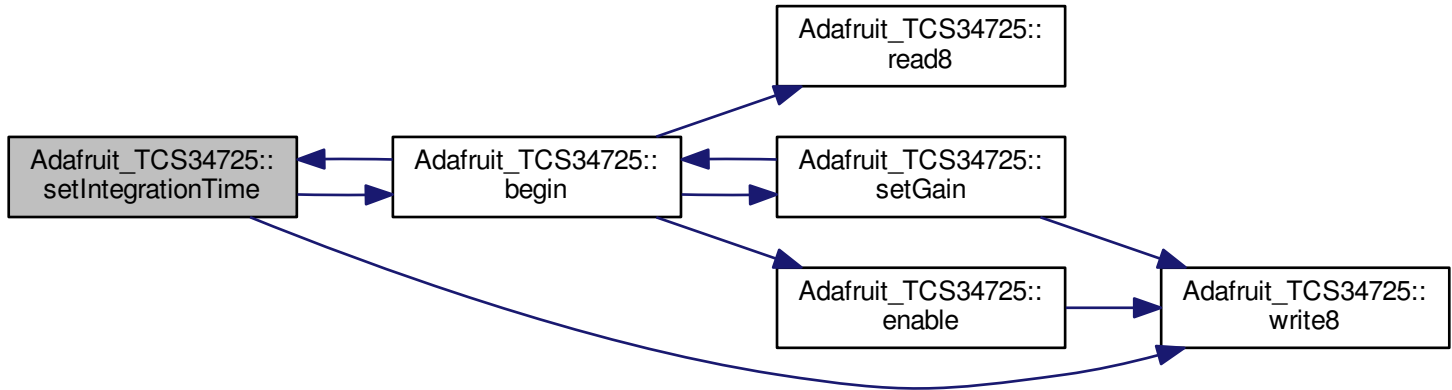 Adafruit_TCS34725::
read8
Adafruit_TCS34725::
setIntegrationTime
Adafruit_TCS34725::
begin
Adafruit_TCS34725::
setGain
Adafruit_TCS34725::
enable
Adafruit_TCS34725::
write8